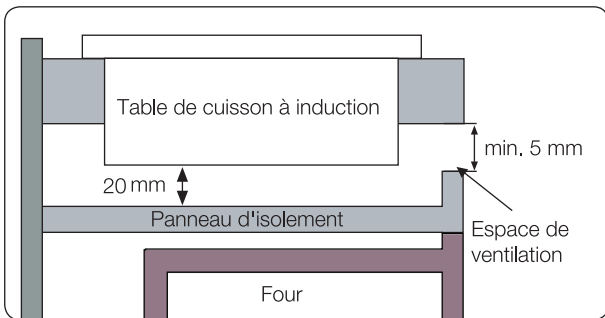 Table de cuisson à induction
min. 5 mm
20 mm
Panneau d'isolement
Espace de
ventilation
Four